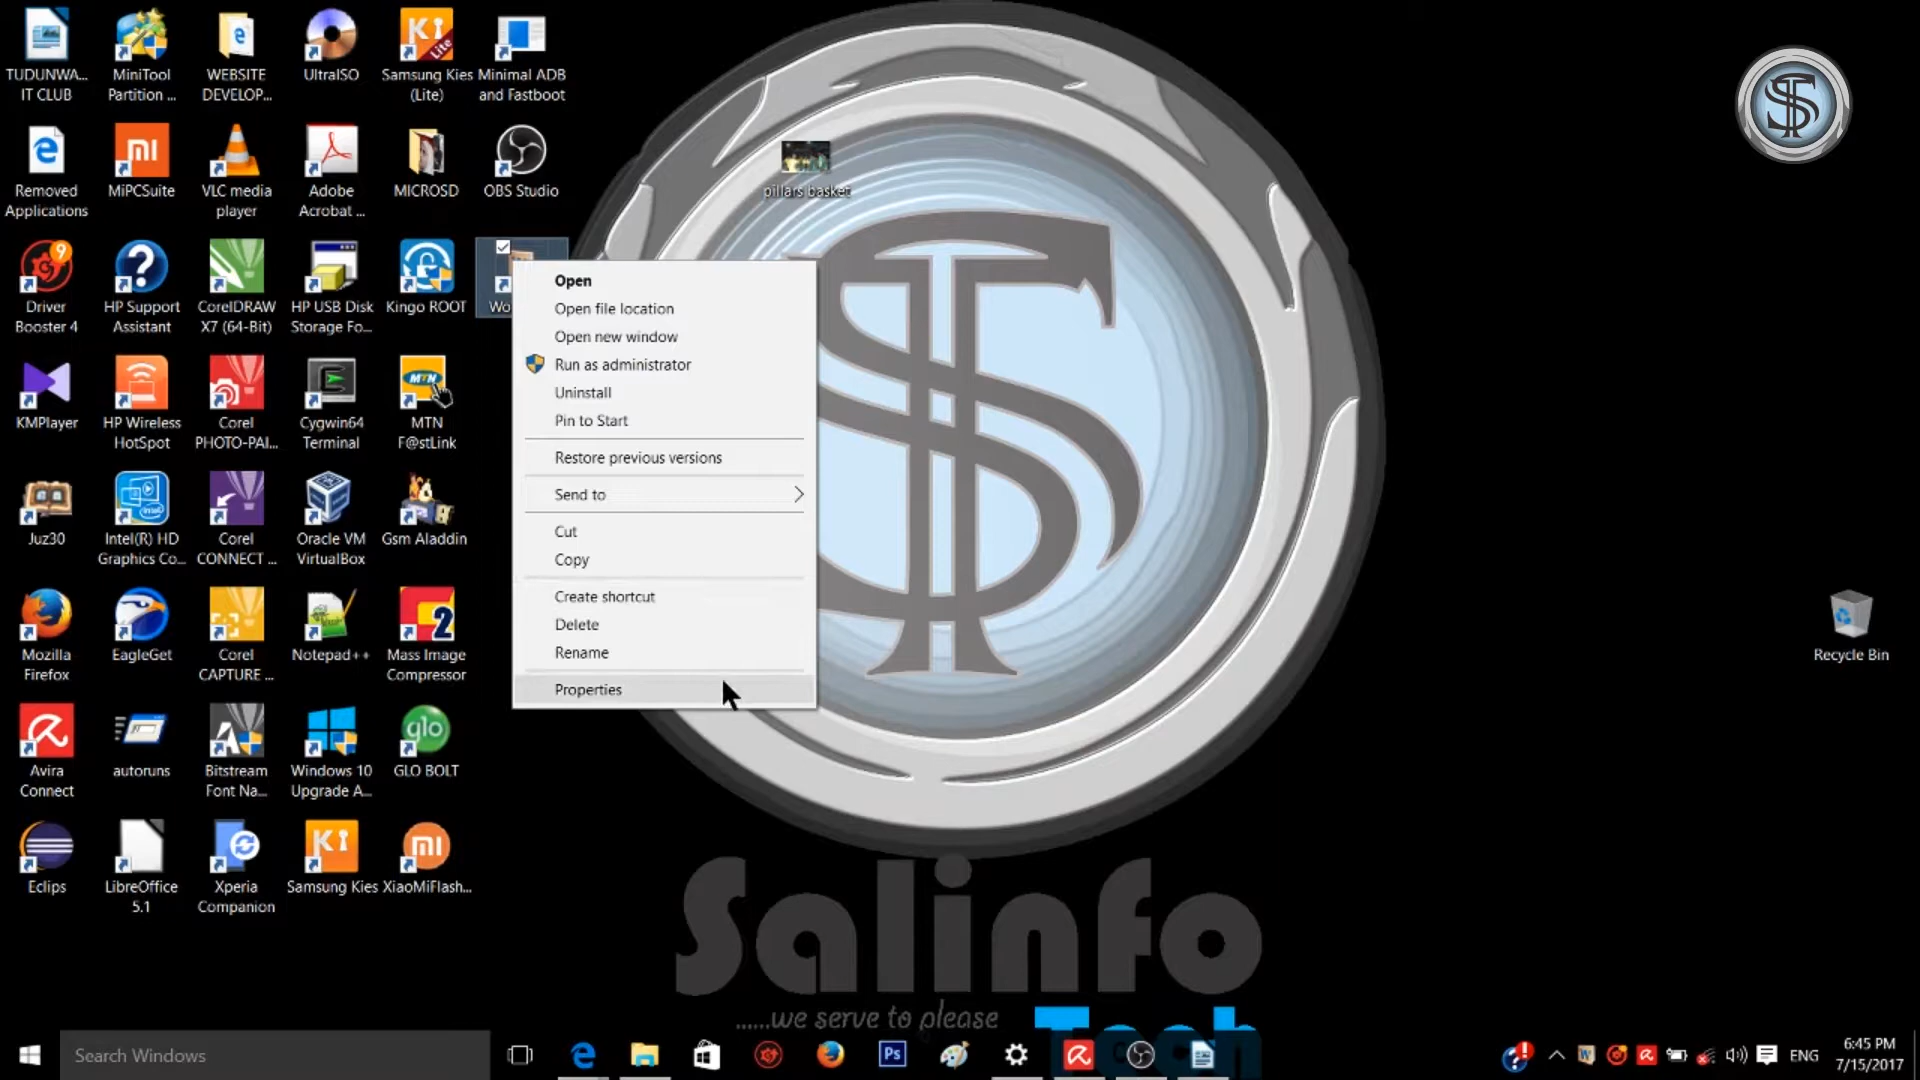 TUDUNWA...
IT CLUB
MiniTool
Partition ...
WEBSITE
DEVELOP...
UltraISO
Samsung Kies
(Lite)
Minimal ADB
and Fastboot
Removed
Applications
MiPCSuite
VLC media
player
Adobe
Acrobat ...
MICROSD
OBS Studio
pillars basket
Driver
Booster 4
HP Support
Assistant
CorelDRAW
X7 (64-Bit)
HP USB Disk
Storage Fo...
Kingo ROOT
Wo
KMPlayer
HP Wireless
HotSpot
Corel
PHOTO-PAI...
Cygwin64
Terminal
MTN
F@stLink
Juz30
Intel(R) HD
Graphics Co...
Corel
CONNECT ...
Oracle VM
VirtualBox
Gsm Aladdin
Mozilla
Firefox
EagleGet
Corel
CAPTURE ...
Notepad++
Mass Image
Compressor
Avira
Connect
autoruns
Bitstream
Font Na...
Windows 10
Upgrade A...
GLO BOLT
Eclips
LibreOffice
5.1
Xperia
Companion
Samsung Kies
XiaoMiFlash...
Open
Open file location
Open new window
Run as administrator
Uninstall
Pin to Start
Restore previous versions
Send to
Cut
Copy
Create shortcut
Delete
Rename
Properties
Recycle Bin
Salinfo
......we serve to please
Tech
Search Windows
ENG
6:45 PM
7/15/2017